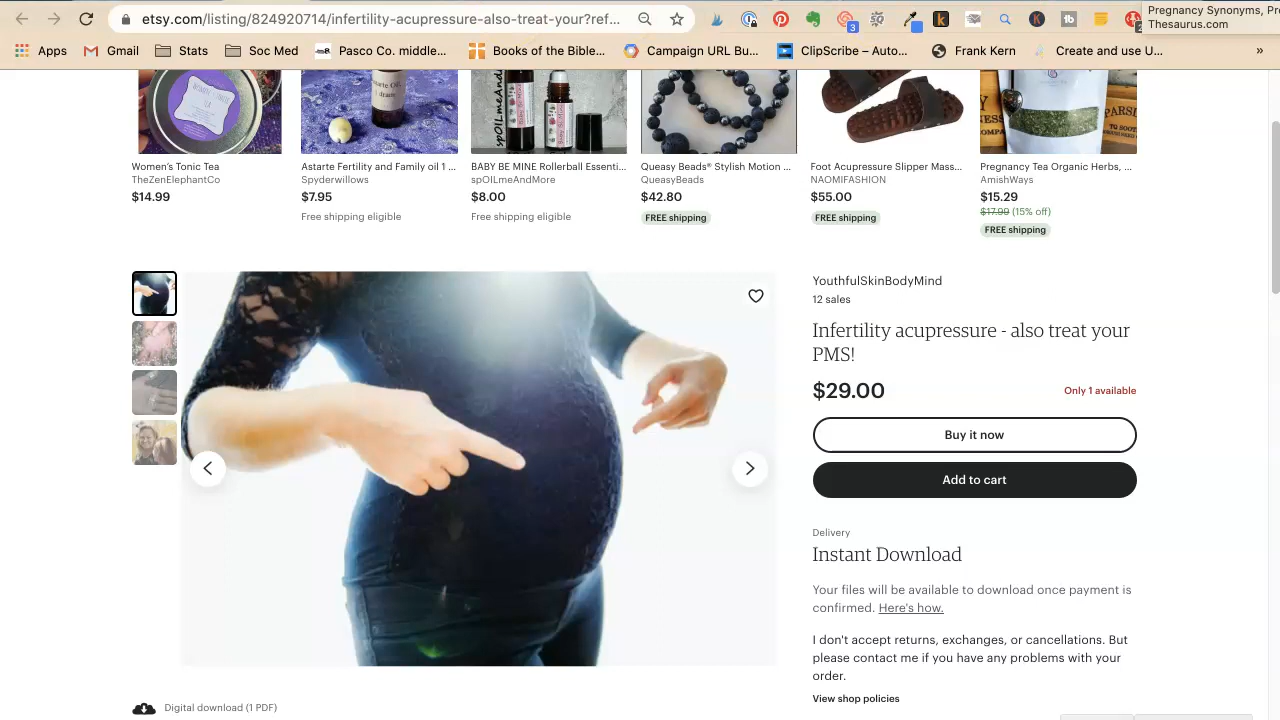 Pregnancy Synonyms, Pre
Thesaurus.com
etsy.com/listing/824920714/infertility-acupressure-also-treat-your?ref...
3
Apps
Gmail
Stats
Soc Med
Pasco Co. middle...
Books of the Bible...
Campaign URL Bu...
ClipScribe – Auto...
Frank Kern
Create and use U...
»
Astarte Oil
1 dram
spOILmeAndM
Women's Tonic Tea
TheZenElephantCo
$14.99
Astarte Fertility and Family oil 1 ...
Spyderwillows
$7.95
Free shipping eligible
BABY BE MINE Rollerball Essenti...
spOILmeAndMore
$8.00
Free shipping eligible
Queasy Beads® Stylish Motion ...
QueasyBeads
$42.80
FREE shipping
Foot Acupressure Slipper Mass...
NAOMIFASHION
$55.00
FREE shipping
Pregnancy Tea Organic Herbs, ...
AmishWays
$15.29
$17.99 (15% off)
FREE shipping
YouthfulSkinBodyMind
12 sales
Infertility acupressure - also treat your
PMS!
$29.00
Only 1 available
Buy it now
Add to cart
Delivery
Instant Download
Your files will be available to download once payment is
confirmed. Here's how.
I don't accept returns, exchanges, or cancellations. But
please contact me if you have any problems with your
order.
View shop policies
Digital download (1 PDF)